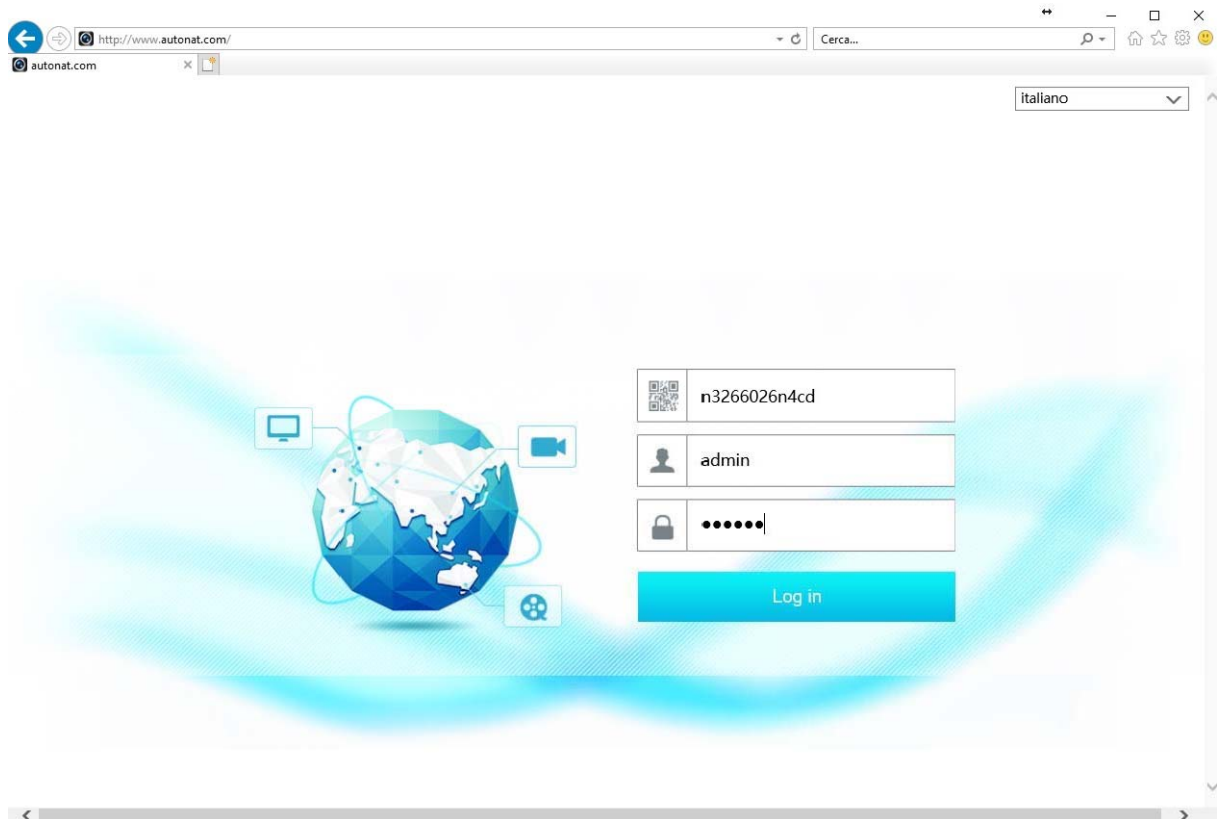 http://www.autonat.com/
Cerca...
autonat.com
italiano
n3266026n4cd
admin
••••••
Log in